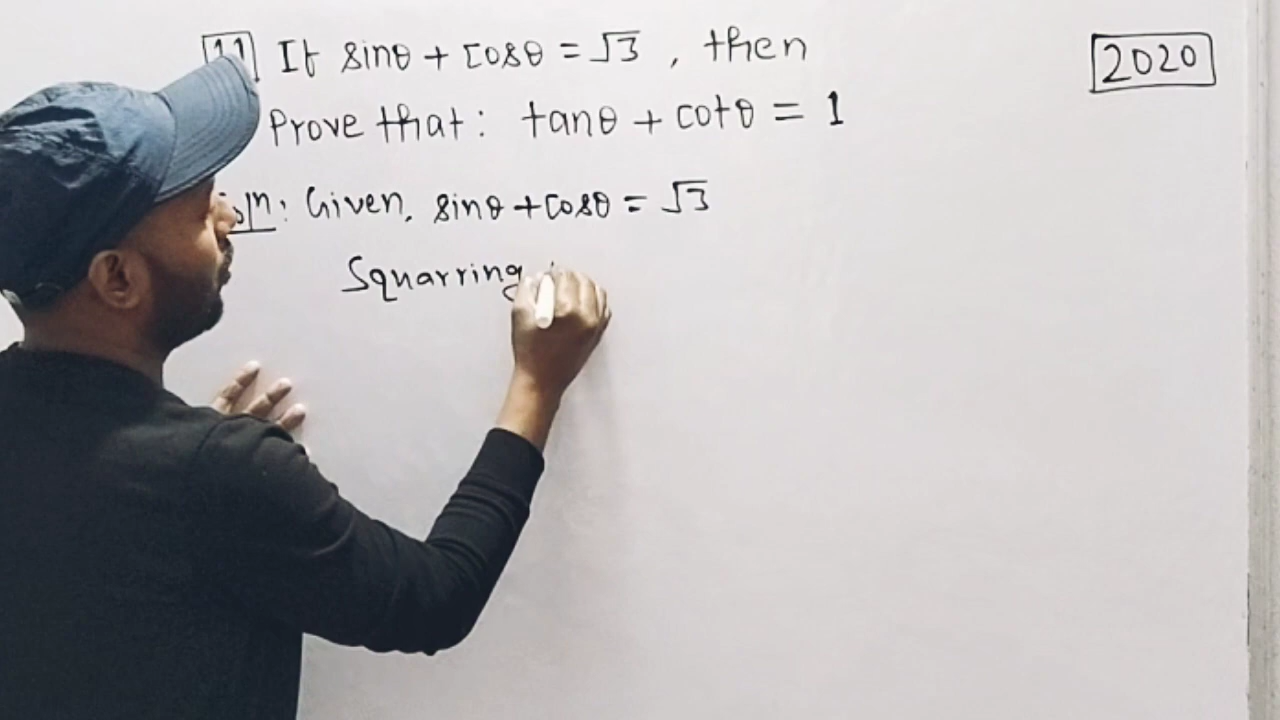 11 If sinθ + cosθ = √3 , then
2020
Prove that : tanθ + cotθ = 1
Given, sinθ + cosθ = √3
Squarring